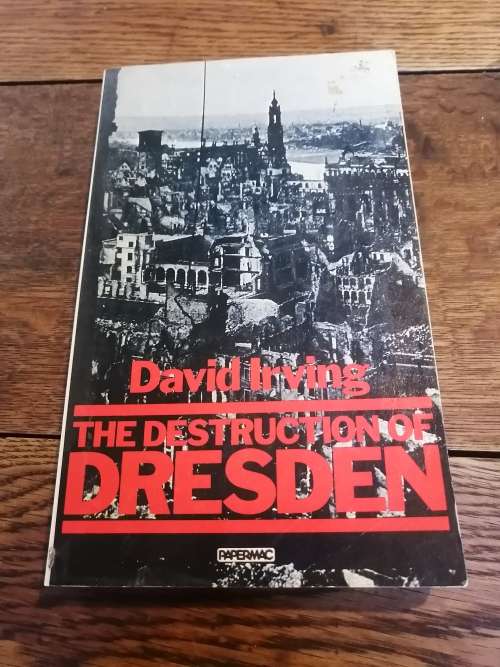 David Irving
THE DESTRUCTION OF
DRESDEN
PAPERMAC